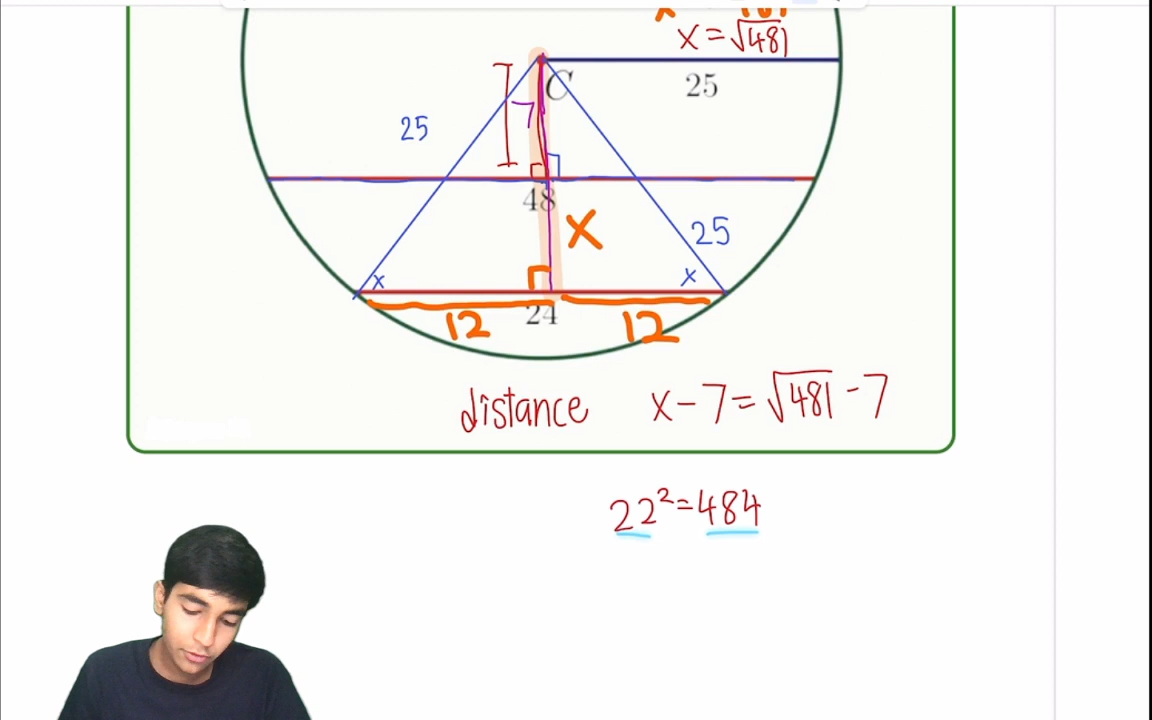 x = √481
C
25
25
7
48
x
25
x
x
12
24
12
distance x - 7 = √481 - 7
22² = 484